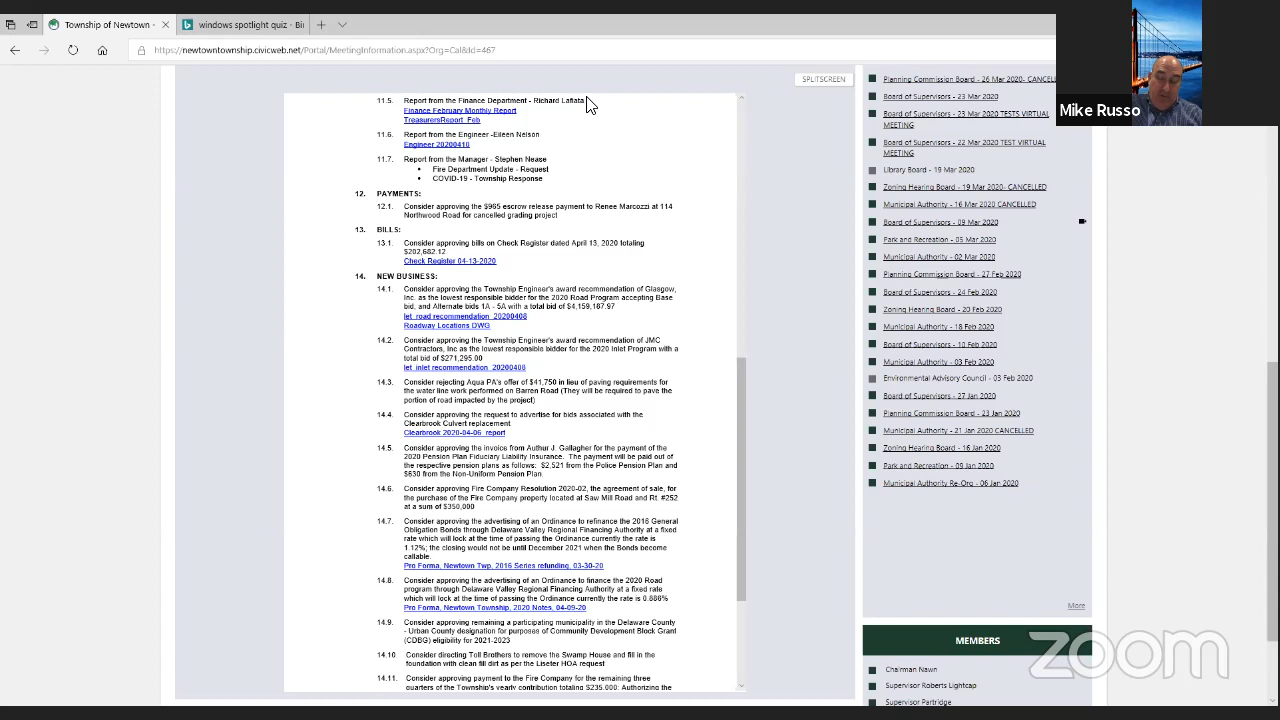 Township of Newtown -
windows spotlight quiz - Bin
https://newtowntownship.civicweb.net/Portal/MeetingInformation.aspx?Org=Cal&Id=467
Mike Russo
SPLITSCREEN
11.5. Report from the Finance Department - Richard Lafiata
Finance February Monthly Report
TreasurersReport_Feb
11.6. Report from the Engineer -Eileen Nelson
Engineer 20200410
11.7. Report from the Manager - Stephen Nease
• Fire Department Update - Request
• COVID-19 - Township Response
12. PAYMENTS:
12.1. Consider approving the $965 escrow release payment to Renee Marcozzi at 114
Northwood Road for cancelled grading project
13. BILLS:
13.1. Consider approving bills on Check Register dated April 13, 2020 totaling
$202,682.12
Check Register 04-13-2020
14. NEW BUSINESS:
14.1. Consider approving the Township Engineer's award recommendation of Glasgow,
Inc. as the lowest responsible bidder for the 2020 Road Program accepting Base
bid, and Alternate bids 1A - 5A with a total bid of $4,159,187.97
let_road recommendation_20200408
Roadway Locations DWG
14.2. Consider approving the Township Engineer's award recommendation of JMC
Contractors, Inc as the lowest responsible bidder for the 2020 Inlet Program with a
total bid of $271,295.00
let_inlet recommendation_20200408
14.3. Consider rejecting Aqua PA's offer of $41,750 in lieu of paving requirements for
the water line work performed on Barren Road (They will be required to pave the
portion of road impacted by the project)
14.4. Consider approving the request to advertise for bids associated with the
Clearbrook Culvert replacement
Clearbrook 2020-04-06_report
14.5. Consider approving the invoice from Authur J. Gallagher for the payment of the
2020 Pension Plan Fiduciary Liability Insurance. The payment will be paid out of
the respective pension plans as follows: $2,521 from the Police Pension Plan and
$630 from the Non-Uniform Pension Plan.
14.6. Consider approving Fire Company Resolution 2020-02, the agreement of sale, for
the purchase of the Fire Company property located at Saw Mill Road and Rt. #252
at a sum of $350,000
14.7. Consider approving the advertising of an Ordinance to refinance the 2016 General
Obligation Bonds through Delaware Valley Regional Financing Authority at a fixed
rate which will lock at the time of passing the Ordinance currently the rate is
1.12%; the closing would not be until December 2021 when the Bonds become
callable.
Pro Forma, Newtown Twp, 2016 Series refunding, 03-30-20
14.8. Consider approving the advertising of an Ordinance to finance the 2020 Road
program through Delaware Valley Regional Financing Authority at a fixed rate
which will lock at the time of passing the Ordinance currently the rate is 0.886%
Pro Forma, Newtown Township, 2020 Notes, 04-09-20
14.9. Consider approving remaining a participating municipality in the Delaware County
- Urban County designation for purposes of Community Development Block Grant
(CDBG) eligibility for 2021-2023
14.10. Consider directing Toll Brothers to remove the Swamp House and fill in the
foundation with clean fill dirt as per the Liseter HOA request
14.11. Consider approving payment to the Fire Company for the remaining three
quarters of the Township's yearly contribution totaling $235,000; Authorizing the
Planning Commission Board - 26 Mar 2020- CANCEL
Board of Supervisors - 23 Mar 2020
Board of Supervisors - 23 Mar 2020 TESTS VIRTUAL
MEETING
Board of Supervisors - 22 Mar 2020 TEST VIRTUAL
MEETING
Library Board - 19 Mar 2020
Zoning Hearing Board - 19 Mar 2020- CANCELLED
Municipal Authority - 16 Mar 2020 CANCELLED
Board of Supervisors - 09 Mar 2020
Park and Recreation - 05 Mar 2020
Municipal Authority - 02 Mar 2020
Planning Commission Board - 27 Feb 2020
Board of Supervisors - 24 Feb 2020
Zoning Hearing Board - 20 Feb 2020
Municipal Authority - 18 Feb 2020
Board of Supervisors - 10 Feb 2020
Municipal Authority - 03 Feb 2020
Environmental Advisory Council - 03 Feb 2020
Board of Supervisors - 27 Jan 2020
Planning Commission Board - 23 Jan 2020
Municipal Authority - 21 Jan 2020 CANCELLED
Zoning Hearing Board - 16 Jan 2020
Park and Recreation - 09 Jan 2020
Municipal Authority Re-Org - 06 Jan 2020
More
MEMBERS
Chairman Nawn
Supervisor Roberts Lightcap
Supervisor Partridge
zoom